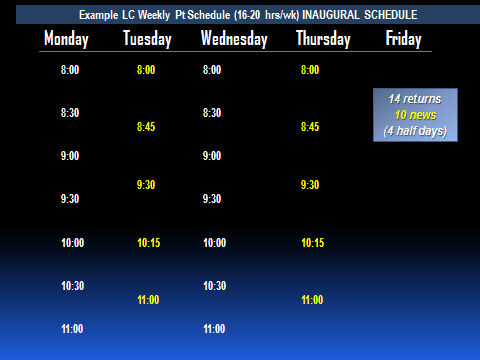 Example LC Weekly Pt Schedule (16-20 hrs/wk) INAUGURAL SCHEDULE
Monday Tuesday Wednesday Thursday Friday
8:00 8:00 8:00 8:00
14 returns
10 news
(4 half days)
8:30 8:30
8:45 8:45
9:00 9:00
9:30 9:30
9:30 9:30
10:00 10:15 10:00 10:15
10:30 10:30
11:00 11:00
11:00 11:00